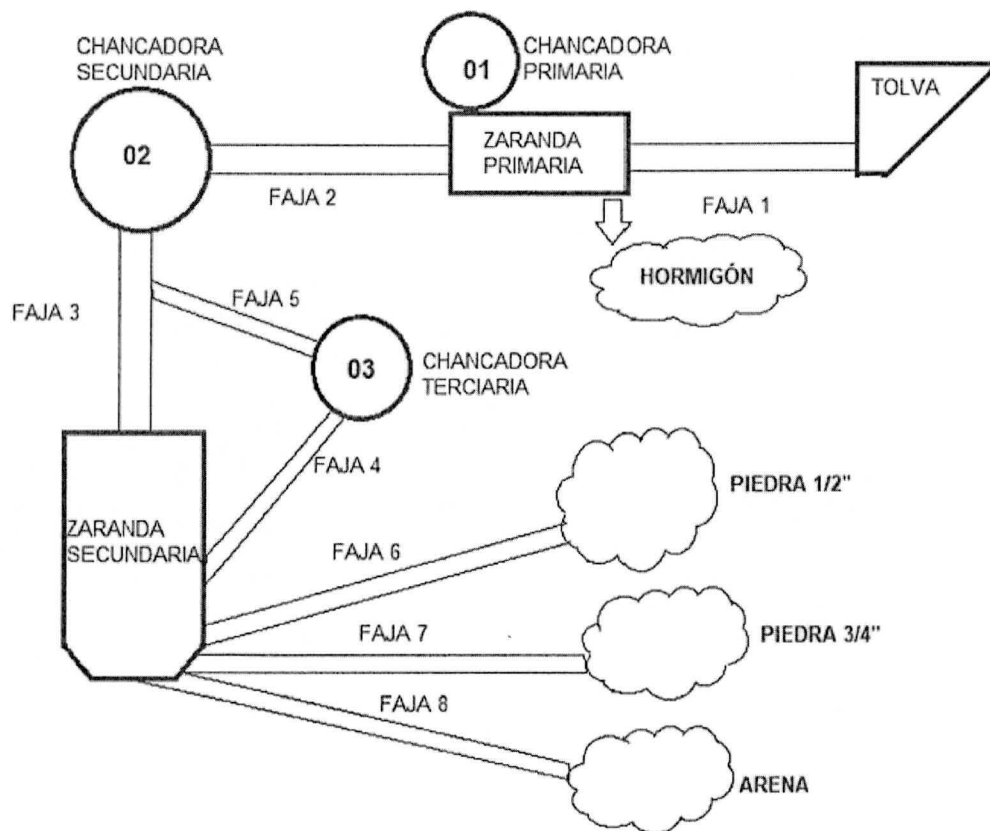 CHANCADORA
SECUNDARIA
01
CHANCADORA
PRIMARIA
TOLVA
02
ZARANDA
PRIMARIA
FAJA 2
FAJA 1
HORMIGÓN
FAJA 3
FAJA 5
03
CHANCADORA
TERCIARIA
FAJA 4
ZARANDA
SECUNDARIA
PIEDRA 1/2"
FAJA 6
FAJA 7
PIEDRA 3/4"
FAJA 8
ARENA